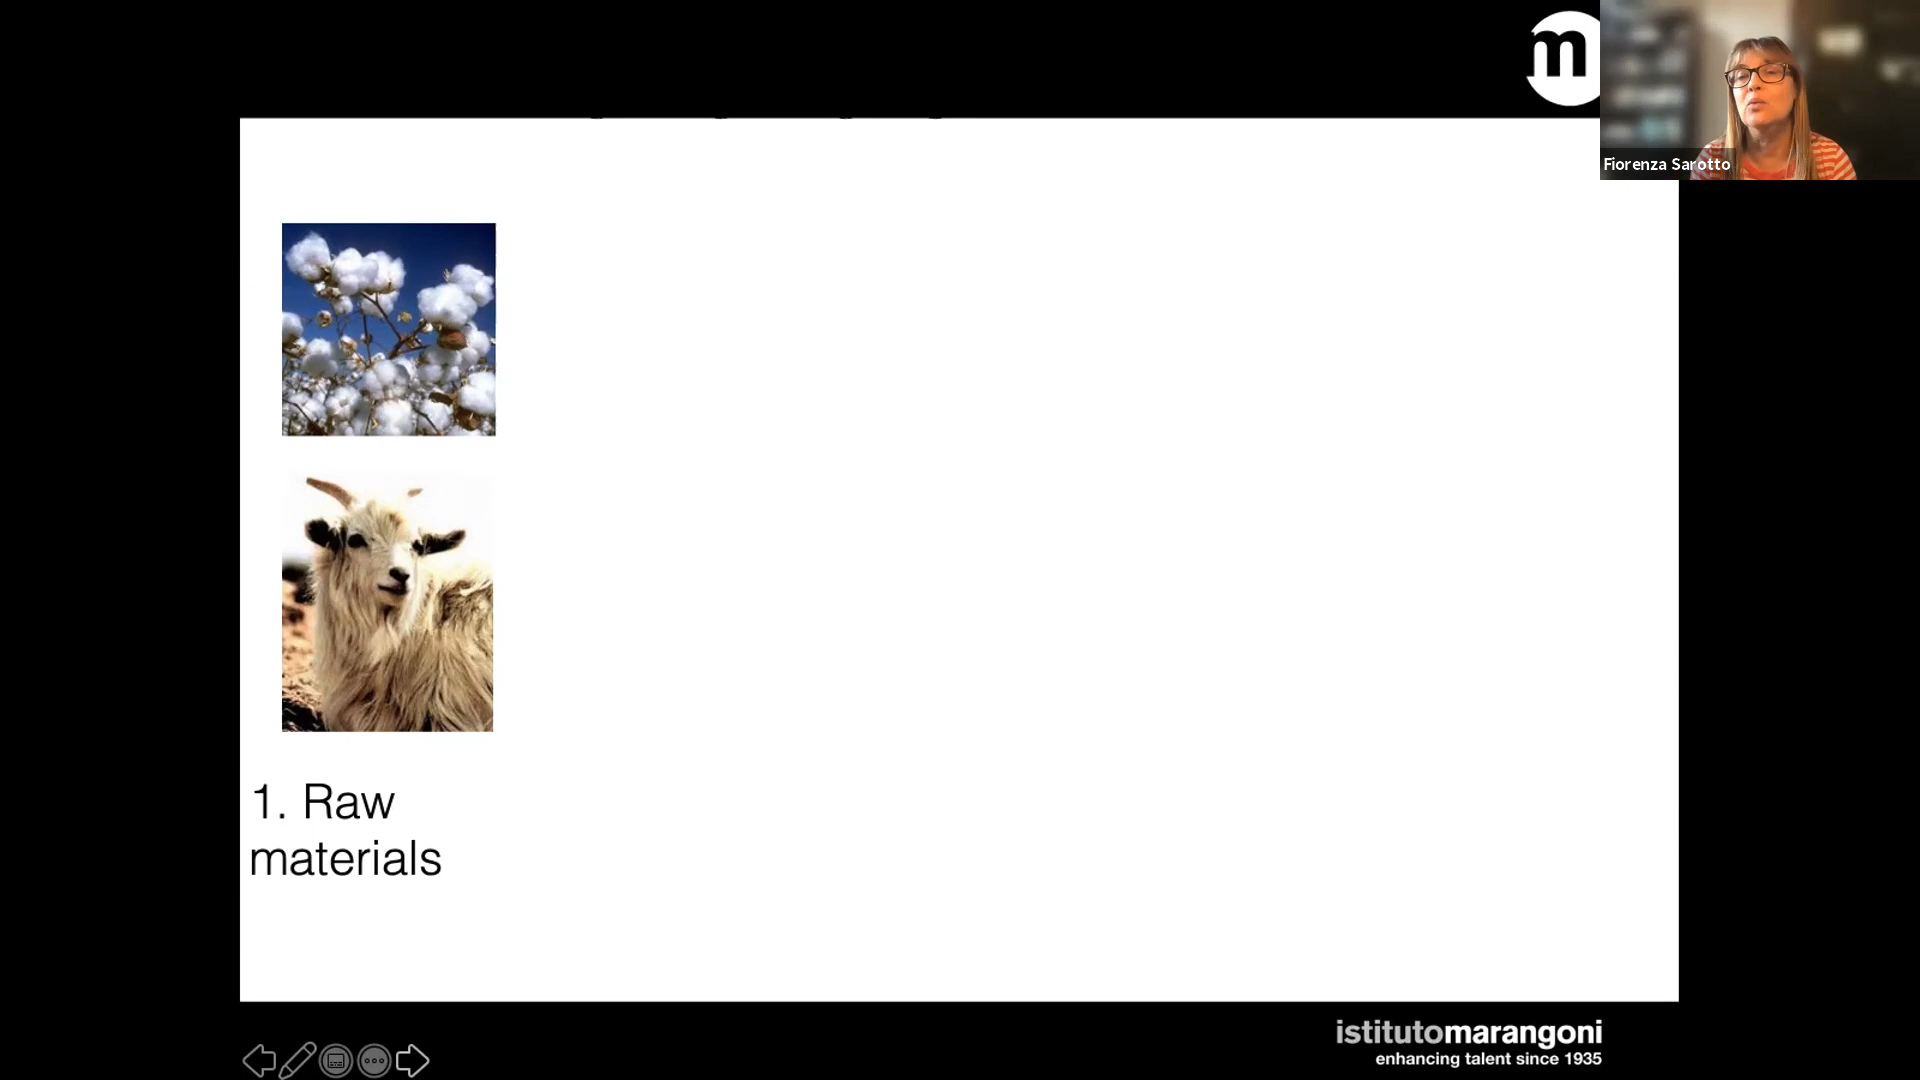 m
Fiorenza Sarotto
1. Raw
materials
istitutomarangoni
enhancing talent since 1935